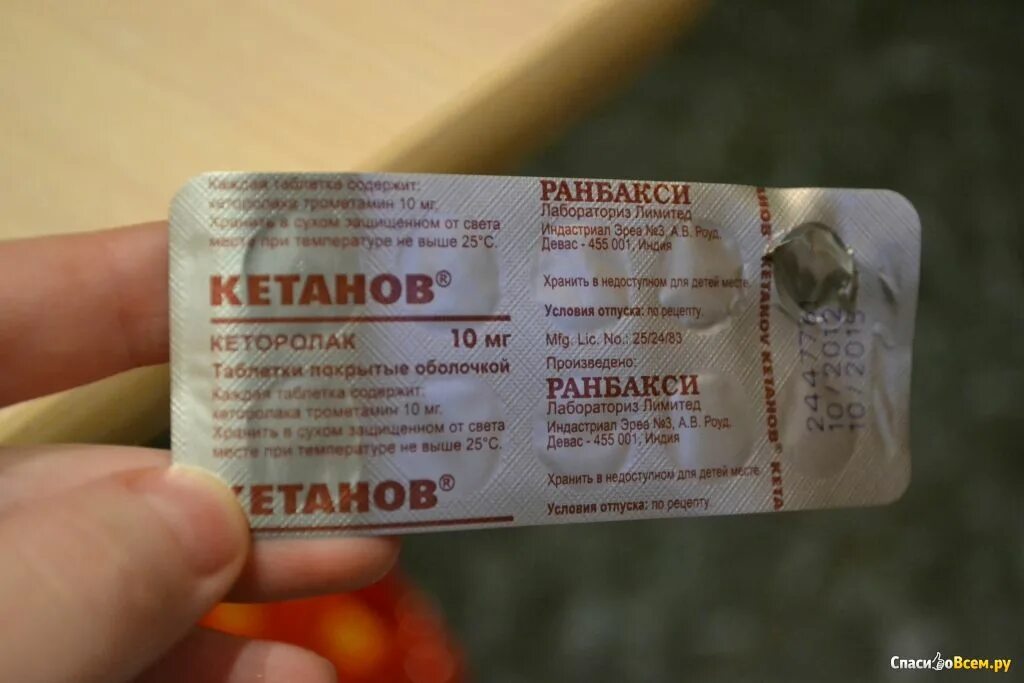 Каждая таблетка содержит:
кеторолака трометамин 10 мг.
Хранить в сухом защищенном от света
месте при температуре не выше 25°C.
КЕТАНОВ®
КЕТОРОЛАК 10 мг
Таблетки покрытые оболочкой
Каждая таблетка содержит:
кеторолака трометамин 10 мг.
Хранить в сухом защищенном от света
месте при температуре не выше 25°C.
КЕТАНОВ®
РАНБАКСИ
Лабораториз Лимитед
Индастриал Эреа №3, А.В. Роуд,
Девас - 455 001, Индия
Хранить в недоступном для детей месте
Условия отпуска: по рецепту.
Mfg. Lic. No.: 25/24/83
Произведено:
РАНБАКСИ
Лабораториз Лимитед
Индастриал Эреа №3, А.В. Роуд,
Девас - 455 001, Индия
Хранить в недоступном для детей месте
Условия отпуска: по рецепту.
АНОВ® KETANOV КЕТАНОВ® КЕТА
10/2012
10/2015
СпасибоВсем.ру